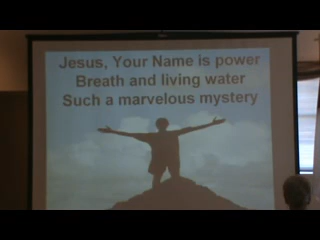 Jesus, Your Name is power
Breath and living water
Such a marvelous mystery